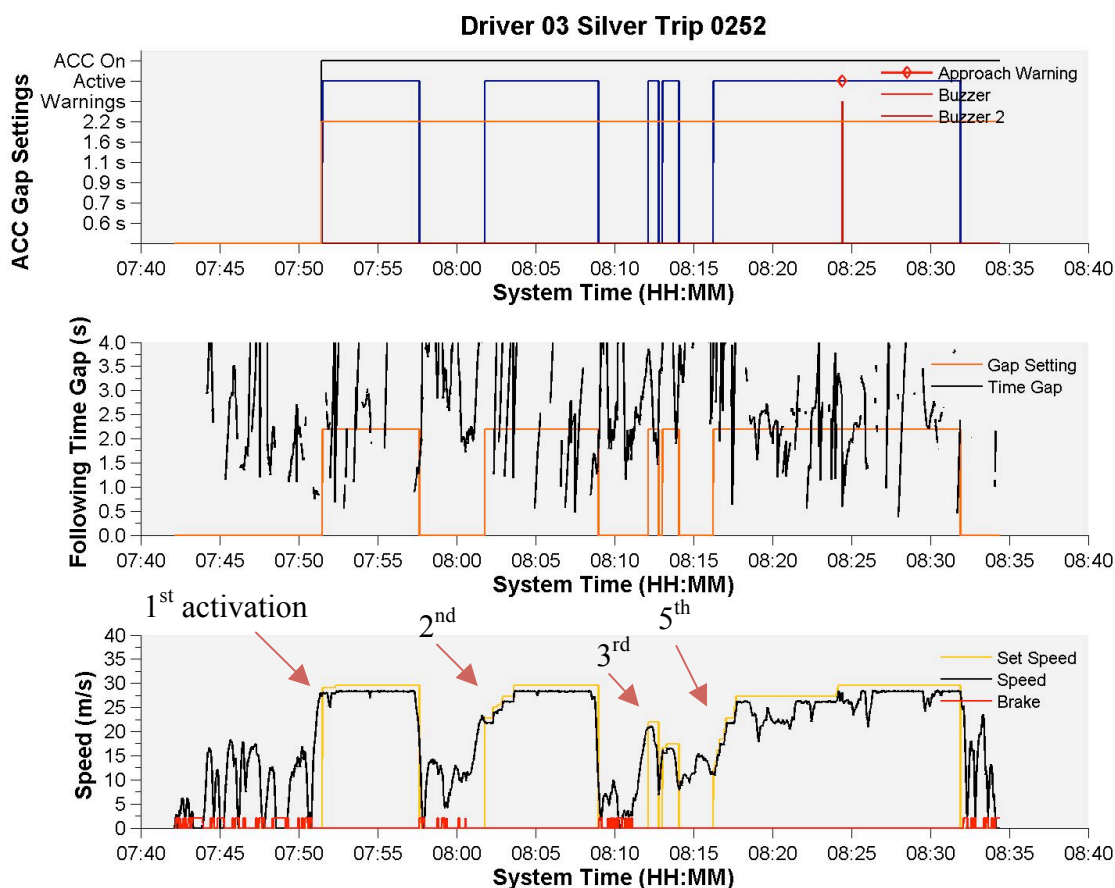 Driver 03 Silver Trip 0252
ACC Gap Settings
ACC On
Active
Warnings
2.2 s
1.6 s
1.1 s
0.9 s
0.7 s
0.6 s
Approach Warning
Buzzer
Buzzer 2
07:40 07:45 07:50 07:55 08:00 08:05 08:10 08:15 08:20 08:25 08:30 08:35 08:40
System Time (HH:MM)
Following Time Gap (s)
4.0
3.5
3.0
2.5
2.0
1.5
1.0
0.5
0.0
Gap Setting
Time Gap
07:40 07:45 07:50 07:55 08:00 08:05 08:10 08:15 08:20 08:25 08:30 08:35 08:40
System Time (HH:MM)
1st activation
2nd
3rd
5th
Speed (m/s)
40
35
30
25
20
15
10
5
0
Set Speed
Speed
Brake
07:40 07:45 07:50 07:55 08:00 08:05 08:10 08:15 08:20 08:25 08:30 08:35 08:40
System Time (HH:MM)